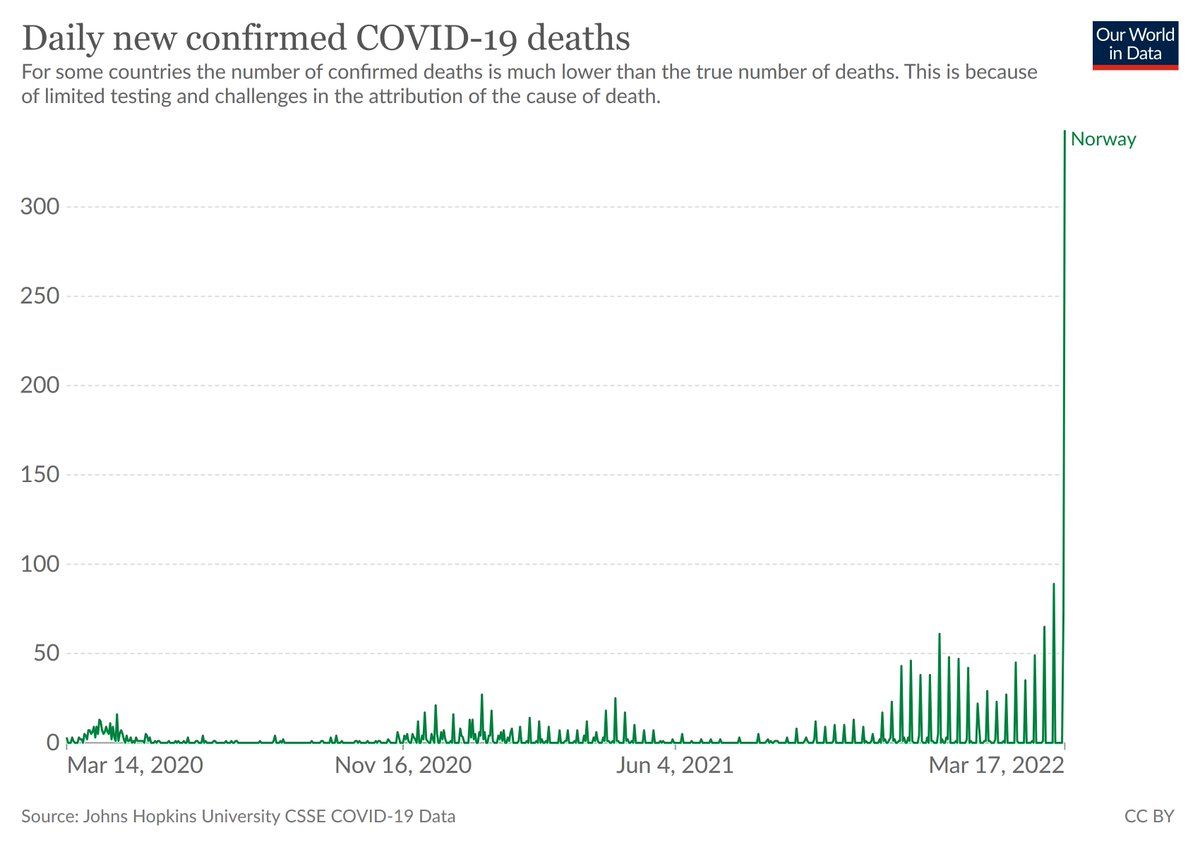 Daily new confirmed COVID-19 deaths
Our World
in Data
For some countries the number of confirmed deaths is much lower than the true number of deaths. This is because
of limited testing and challenges in the attribution of the cause of death.
Norway
300
250
200
150
100
50
0
Mar 14, 2020
Nov 16, 2020
Jun 4, 2021
Mar 17, 2022
Source: Johns Hopkins University CSSE COVID-19 Data
CC BY